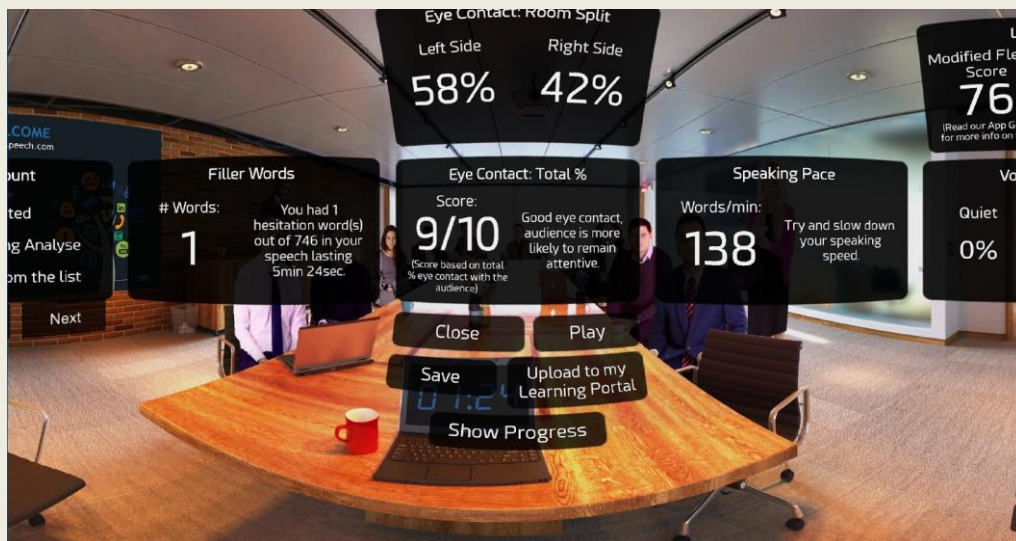 Eye Contact: Room Split
Left Side
Right Side
58%
42%
Modified
Score
76
(Read our App
for more info on
COME
peech.com
ount
ted
ng Analyse
om the list
Next
Filler Words
# Words:
1
You had 1
hesitation word(s)
out of 746 in your
speech lasting
5min 24sec.
Eye Contact: Total %
Score:
9/10
(Score based on total
% eye contact with the
audience)
Good eye contact,
audience is more
likely to remain
attentive.
Speaking Pace
Words/min:
138
Try and slow down
your speaking
speed.
Quiet
0%
Close
Play
Save
Upload to my
Learning Portal
07:24
Show Progress